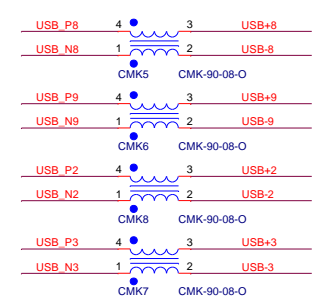 USB_P8 4 3 USB+8
USB_N8 1 2 USB-8
CMK5 CMK-90-08-O
USB_P9 4 3 USB+9
USB_N9 1 2 USB-9
CMK6 CMK-90-08-O
USB_P2 4 3 USB+2
USB_N2 1 2 USB-2
CMK8 CMK-90-08-O
USB_P3 4 3 USB+3
USB_N3 1 2 USB-3
CMK7 CMK-90-08-O